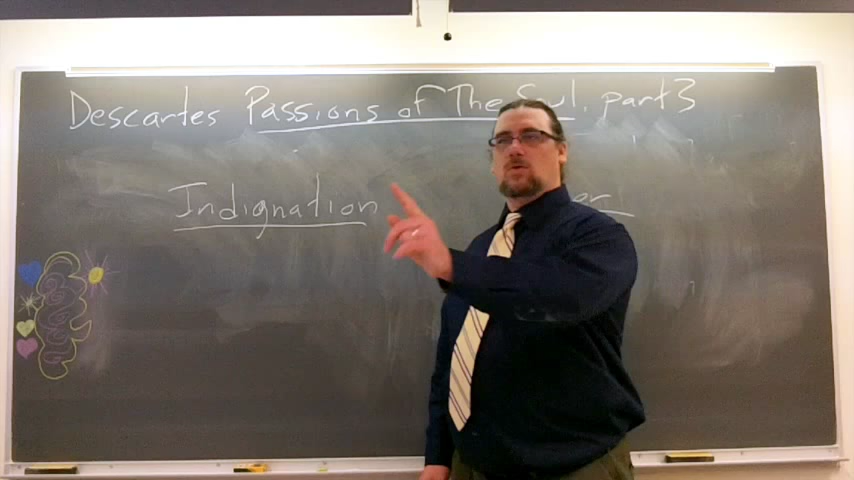 Descartes Passions of The Soul, part 3
Indignation